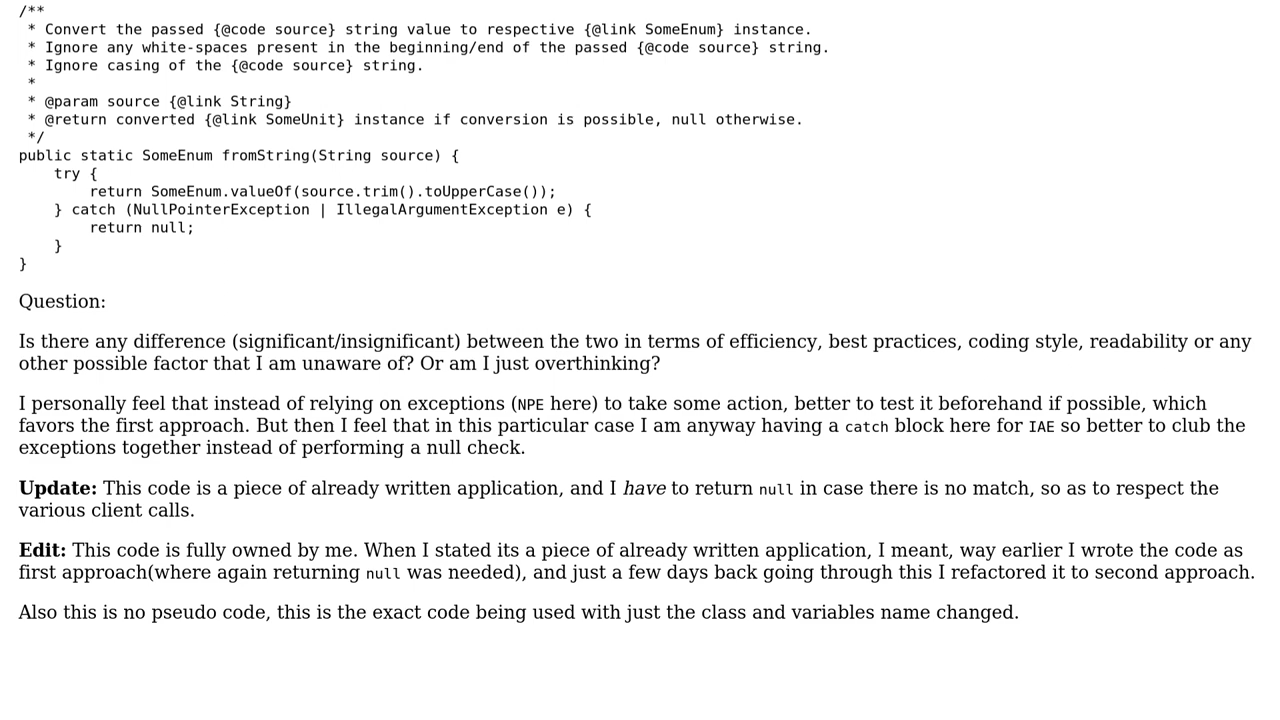 /**
 * Convert the passed {@code source} string value to respective {@link SomeEnum} instance.
 * Ignore any white-spaces present in the beginning/end of the passed {@code source} string.
 * Ignore casing of the {@code source} string.
 *
 * @param source {@link String}
 * @return converted {@link SomeUnit} instance if conversion is possible, null otherwise.
 */
public static SomeEnum fromString(String source) {
    try {
        return SomeEnum.valueOf(source.trim().toUpperCase());
    } catch (NullPointerException | IllegalArgumentException e) {
        return null;
    }
}
Question:
Is there any difference (significant/insignificant) between the two in terms of efficiency, best practices, coding style, readability or any
other possible factor that I am unaware of? Or am I just overthinking?
I personally feel that instead of relying on exceptions (NPE here) to take some action, better to test it beforehand if possible, which
favors the first approach. But then I feel that in this particular case I am anyway having a catch block here for IAE so better to club the
exceptions together instead of performing a null check.
Update: This code is a piece of already written application, and I have to return null in case there is no match, so as to respect the
various client calls.
Edit: This code is fully owned by me. When I stated its a piece of already written application, I meant, way earlier I wrote the code as
first approach(where again returning null was needed), and just a few days back going through this I refactored it to second approach.
Also this is no pseudo code, this is the exact code being used with just the class and variables name changed.